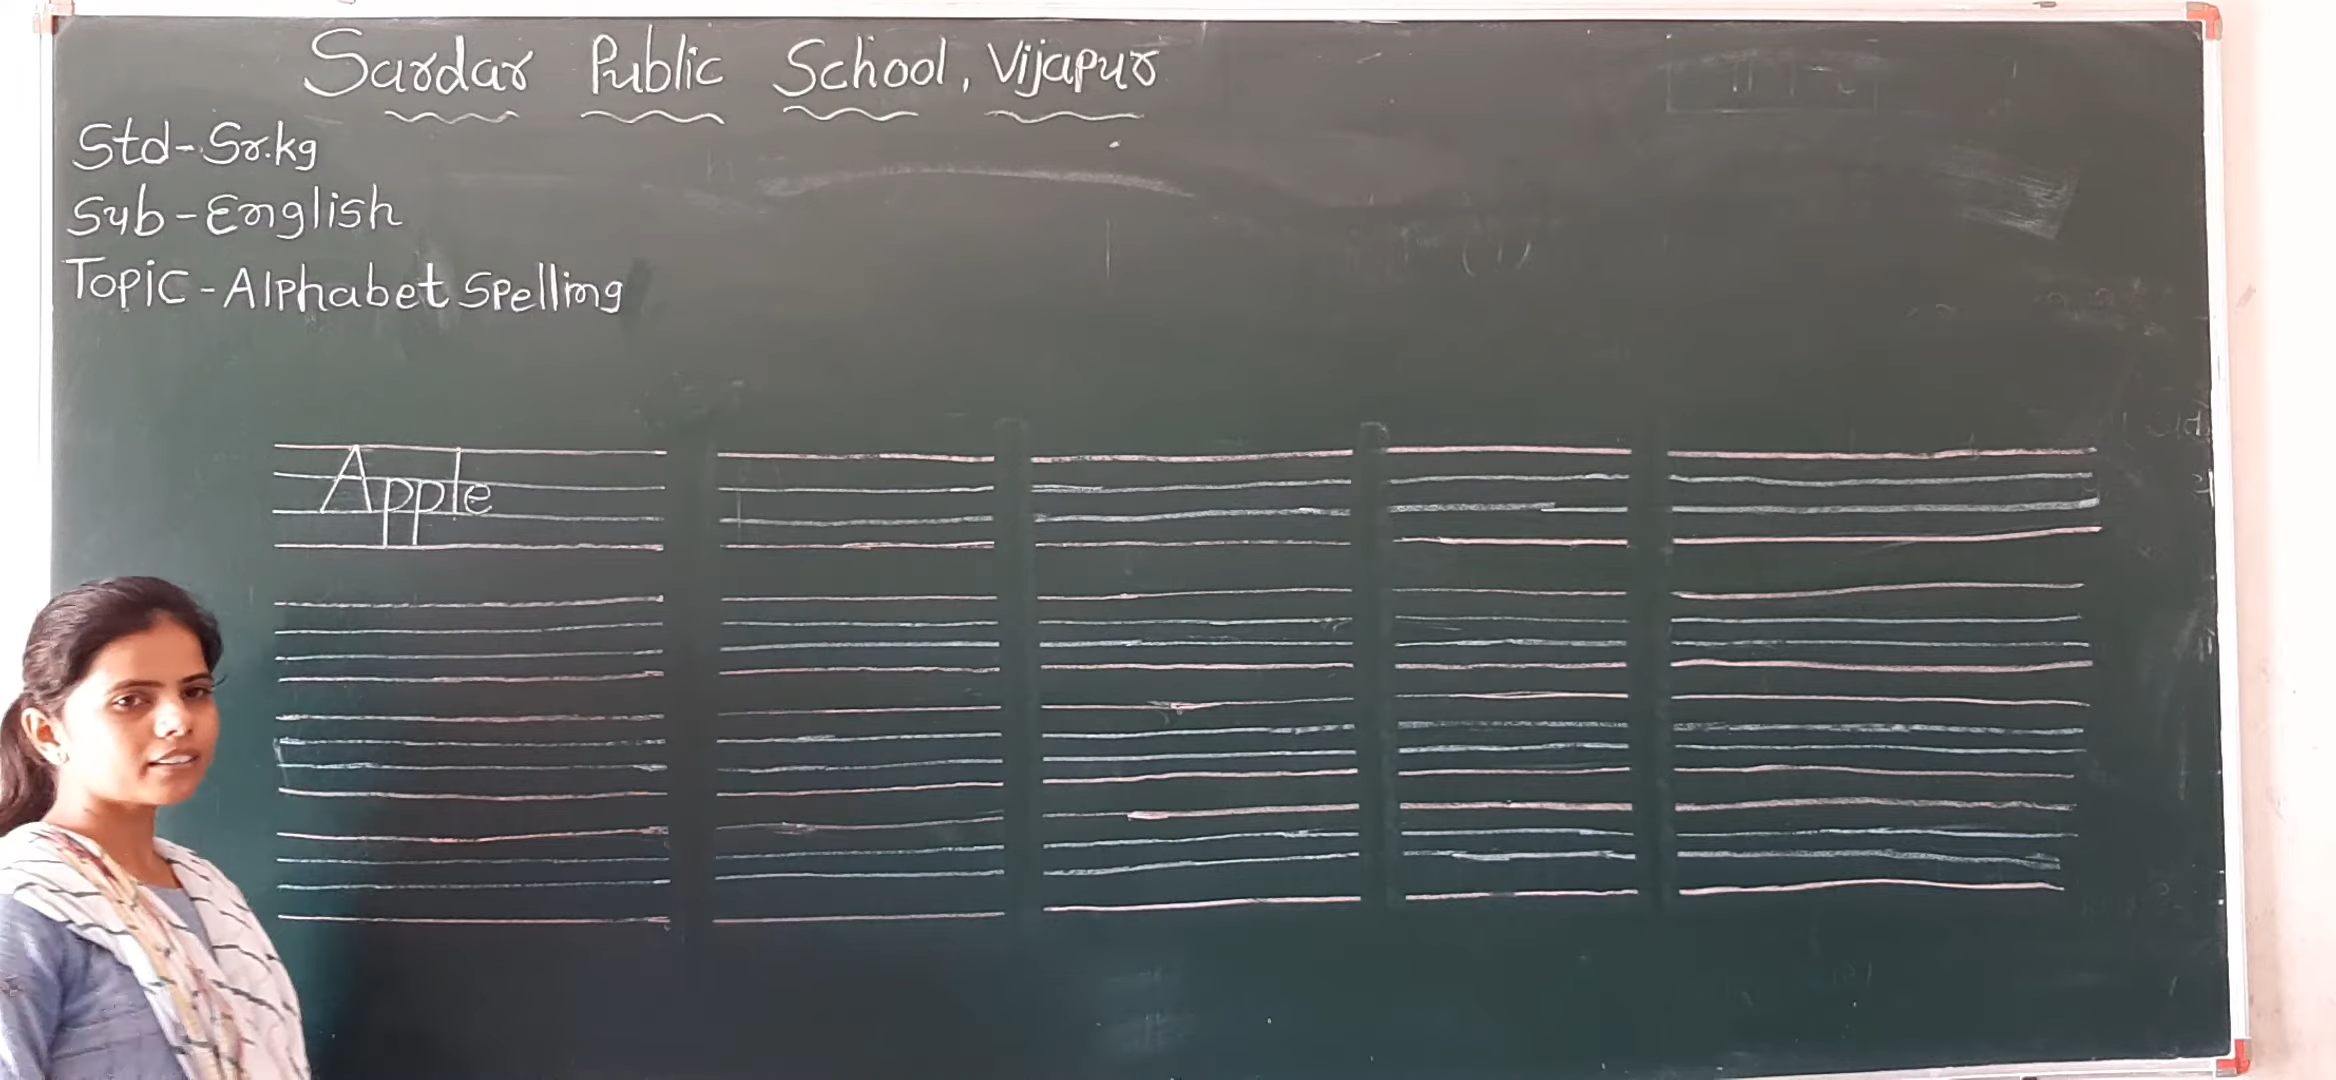 Sardar Public School, Vijapur
Std-Sr.kg
Sub-English
Topic-Alphabet Spelling
Apple